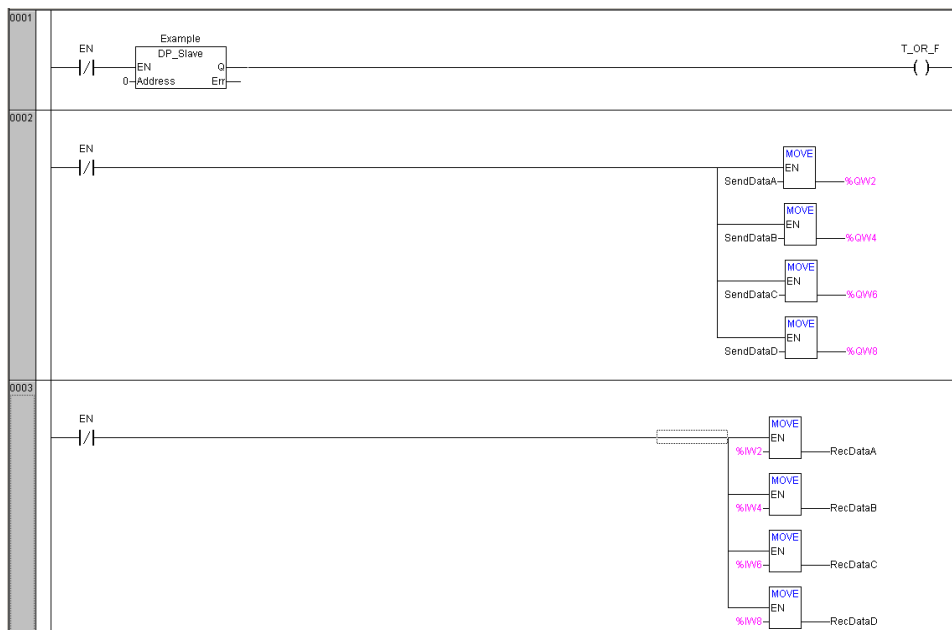 0001
EN
Example
DP_Slave
EN Q
0 Address Err
T_OR_F
0002
EN
MOVE
EN
SendDataA %QW2
MOVE
EN
SendDataB %QW4
MOVE
EN
SendDataC %QW6
MOVE
EN
SendDataD %QW8
0003
EN
MOVE
EN
%IW2 RecDataA
MOVE
EN
%IW4 RecDataB
MOVE
EN
%IW6 RecDataC
MOVE
EN
%IW8 RecDataD